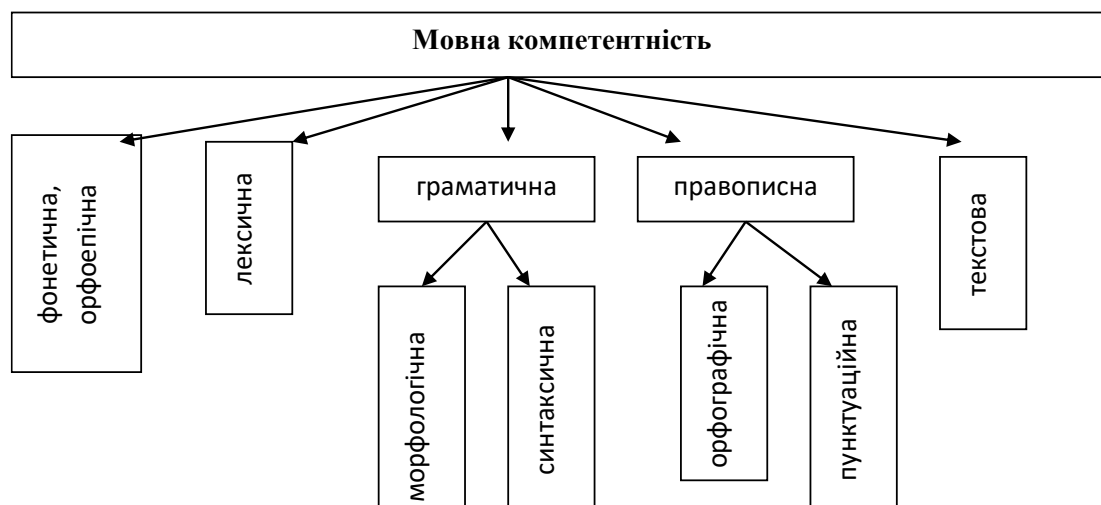 Мовна компетентність
фонетична,
орфоепічна
лексична
граматична
правописна
текстова
морфологічна
синтаксична
орфографічна
пунктуаційна